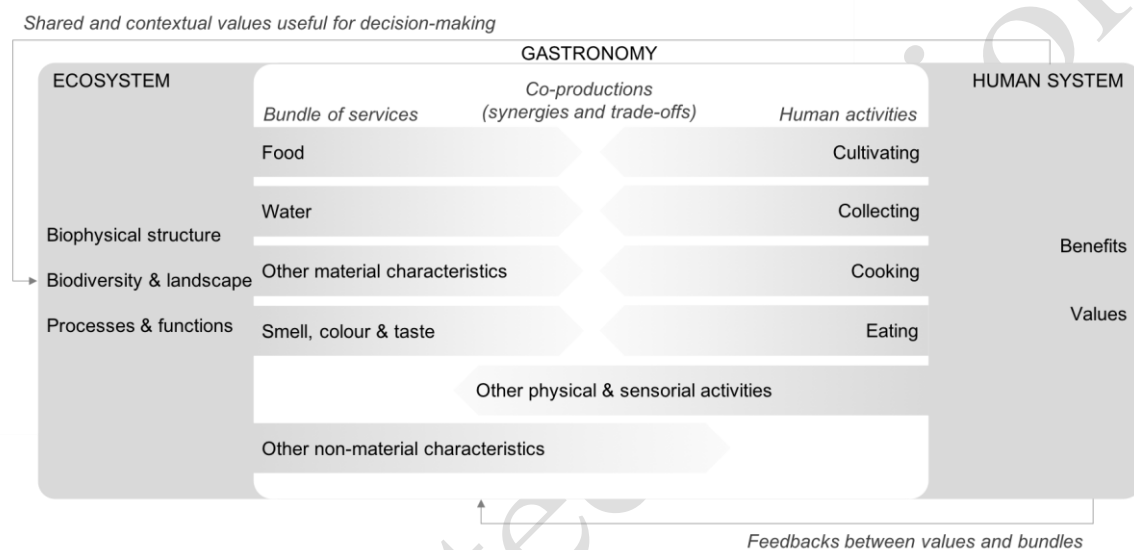 Shared and contextual values useful for decision-making
GASTRONOMY
ECOSYSTEM
HUMAN SYSTEM
Co-productions
(synergies and trade-offs)
Bundle of services
Human activities
Food
Cultivating
Water
Collecting
Biophysical structure
Benefits
Other material characteristics
Cooking
Biodiversity & landscape
Values
Processes & functions
Smell, colour & taste
Eating
Other physical & sensorial activities
Other non-material characteristics
Feedbacks between values and bundles